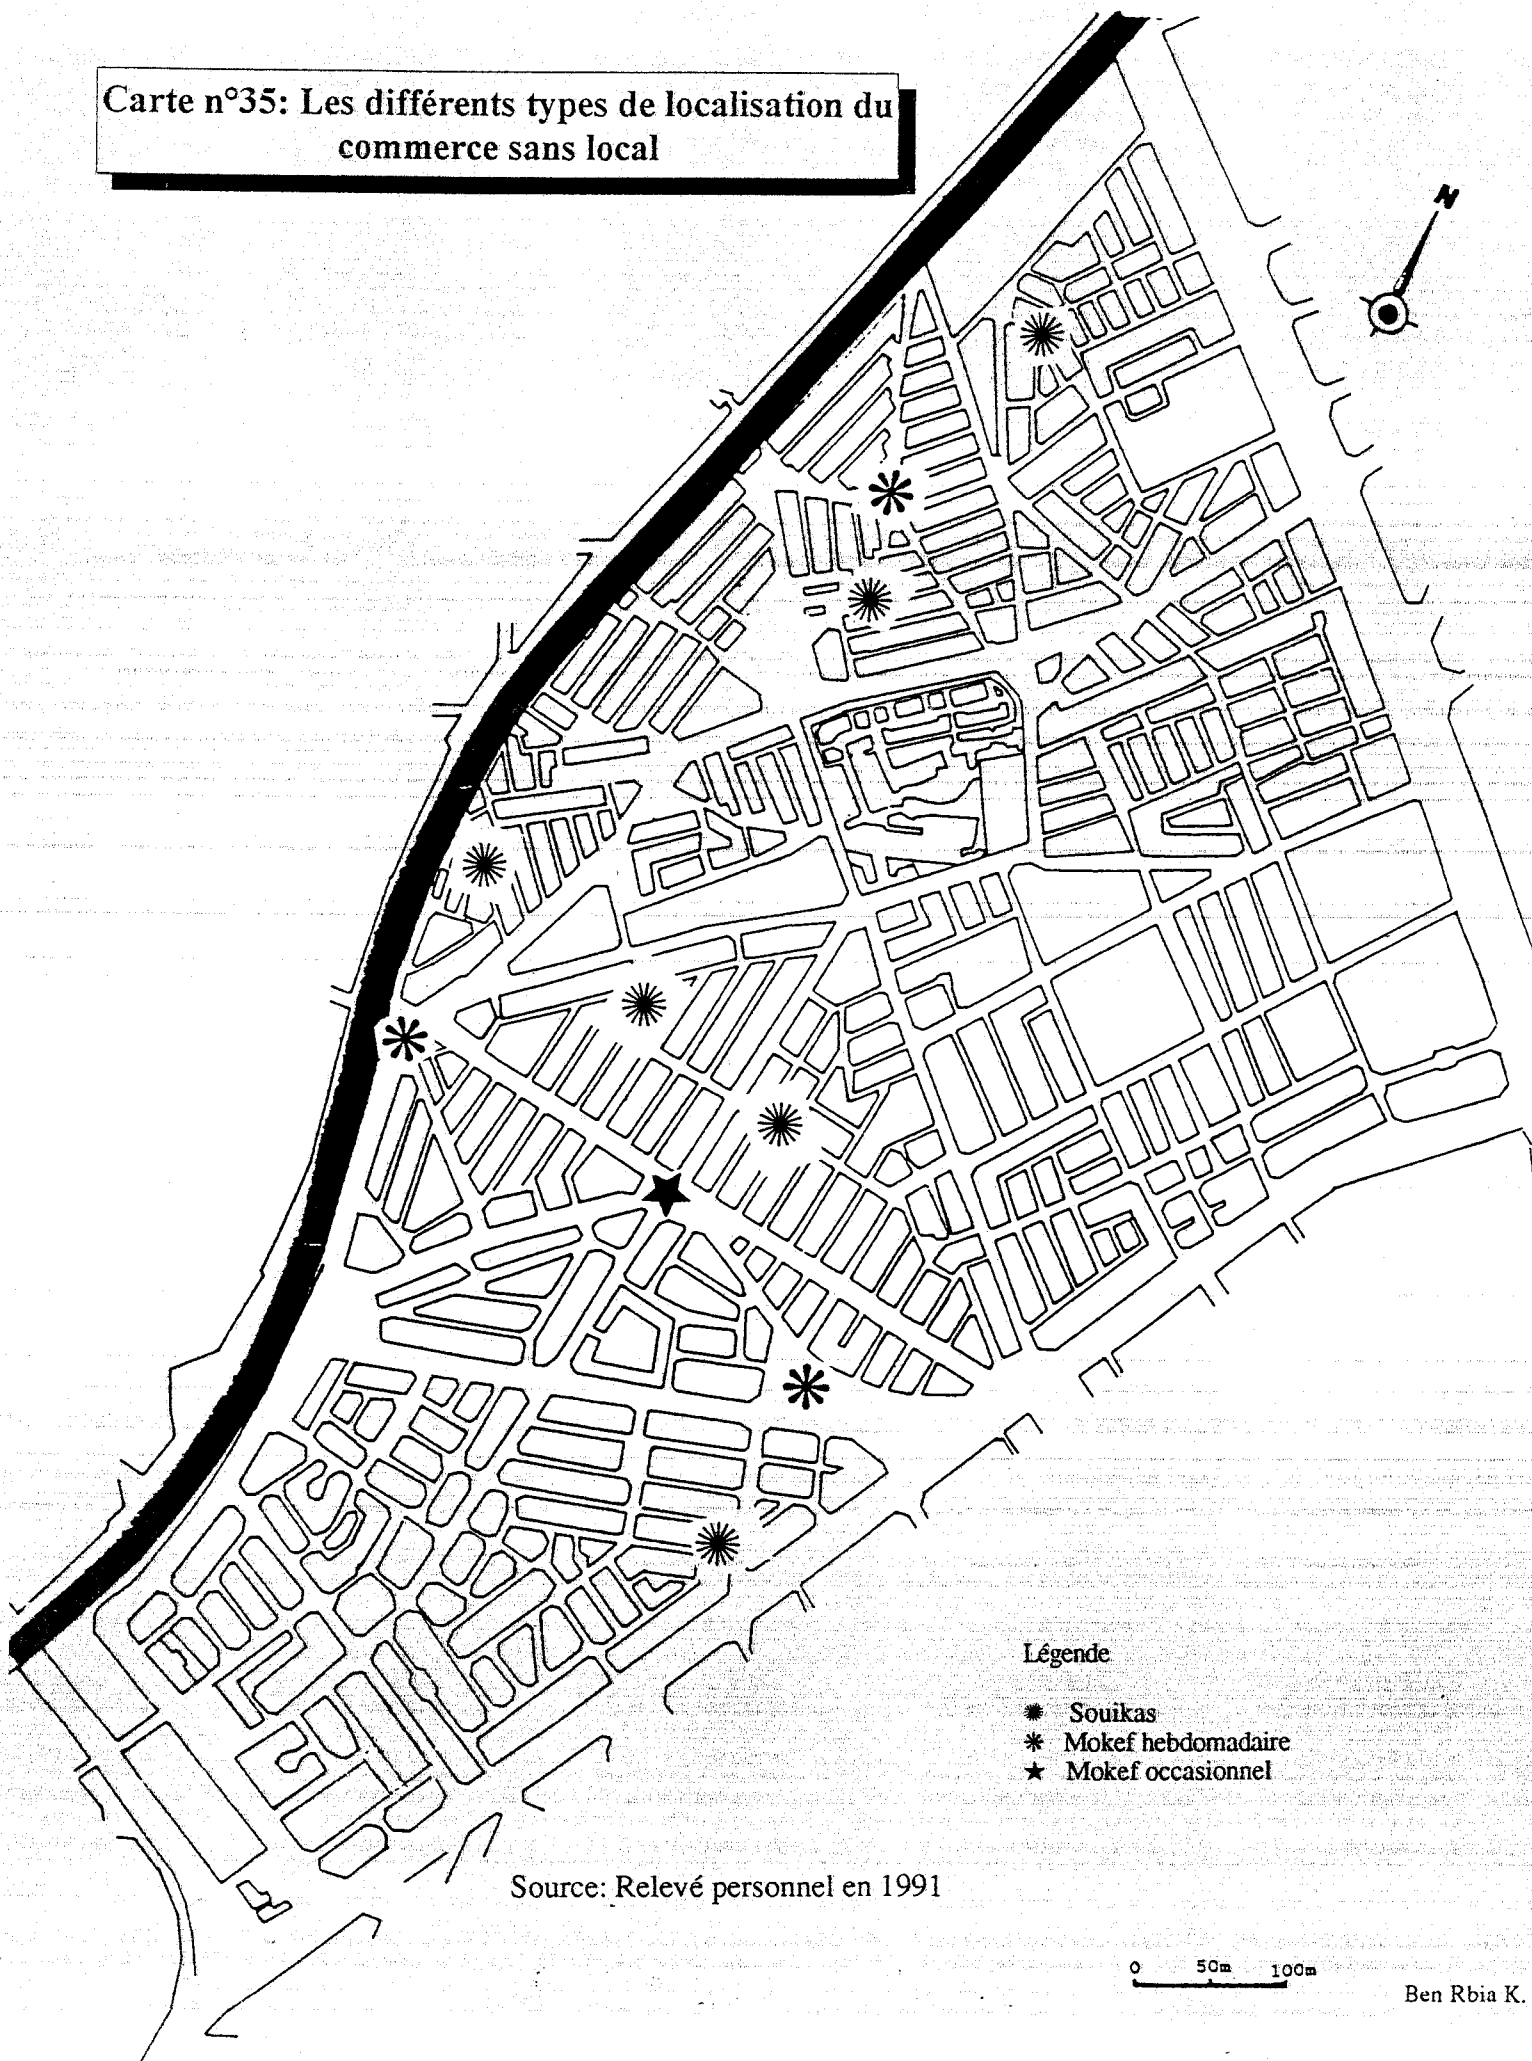 Carte n°35: Les différents types de localisation du
commerce sans local
N
Légende
Souikas
Mokef hebdomadaire
Mokef occasionnel
Source: Relevé personnel en 1991
0 50m 100m
Ben Rbia K.